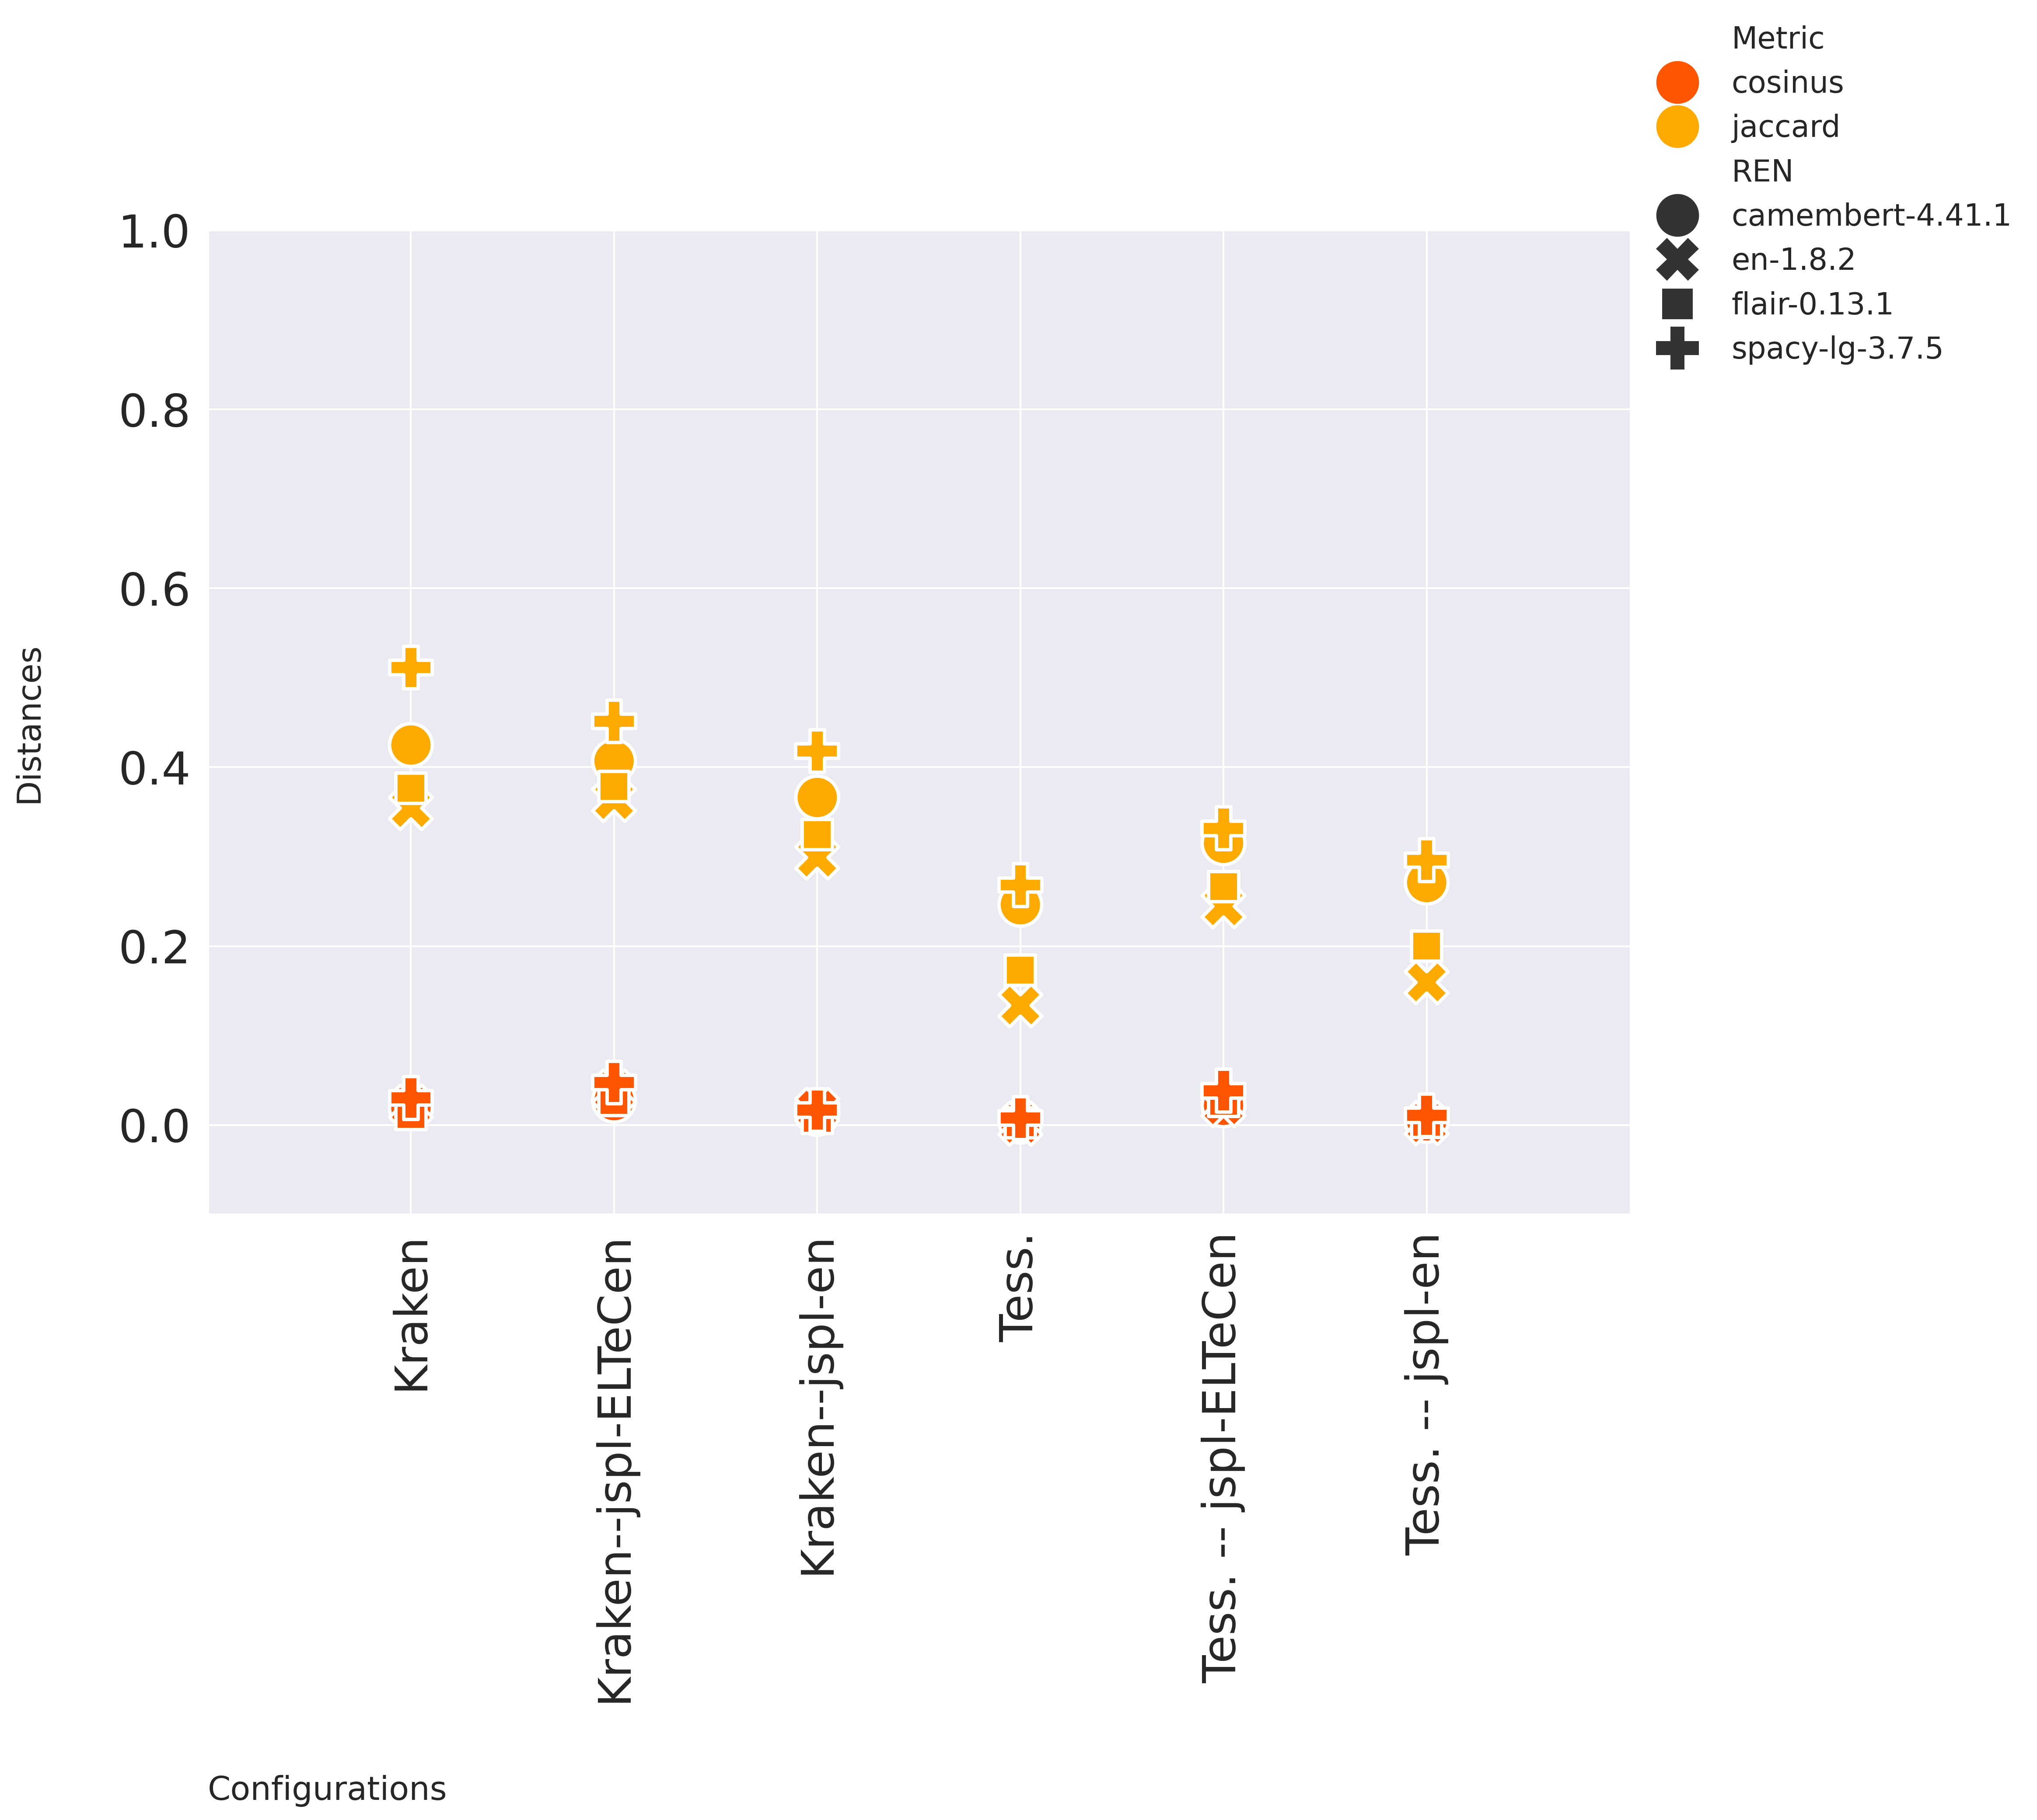 Metric
cosinus
jaccard
REN
camembert-4.41.1
en-1.8.2
flair-0.13.1
spacy-lg-3.7.5
1.0
0.8
0.6
0.4
0.2
0.0
Distances
Kraken
Kraken--jspl-ELTeCen
Kraken--jspl-en
Tess.
Tess. -- jspl-ELTeCen
Tess. -- jspl-en
Configurations